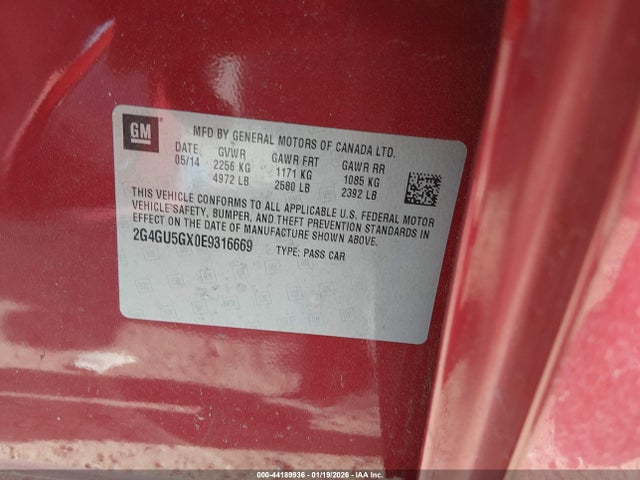 GM
MFD BY GENERAL MOTORS OF CANADA LTD.
DATE GVWR GAWR FRT GAWR RR
05/14 2256 KG 1171 KG 1085 KG
4972 LB 2580 LB 2392 LB
THIS VEHICLE CONFORMS TO ALL APPLICABLE U.S. FEDERAL MOTOR
VEHICLE SAFETY, BUMPER, AND THEFT PREVENTION STANDARDS IN
EFFECT ON THE DATE OF MANUFACTURE SHOWN ABOVE.
2G4GU5GX0E9316669 TYPE: PASS CAR
000-44189936 - 01/19/2026 - IAA Inc.